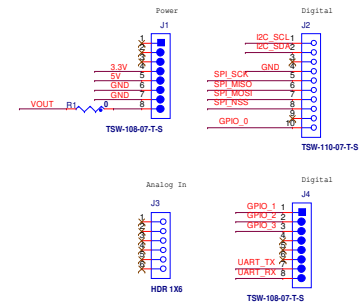 Power
J1
1
2
3
4
3.3V 5
5V
GND 6
GND 7
VOUT R1 0 8
TSW-108-07-T-S
Digital
J2
I2C_SCL 1
I2C_SDA 2
3
GND 4
SPI_SCK 5
SPI_MISO 6
SPI_MOSI 7
SPI_NSS 8
9
GPIO_0 10
TSW-110-07-T-S
Analog In
J3
1
2
3
4
5
6
HDR 1X6
Digital
J4
GPIO_1 1
GPIO_2 2
GPIO_3 3
4
5
6
UART_TX 7
UART_RX 8
TSW-108-07-T-S